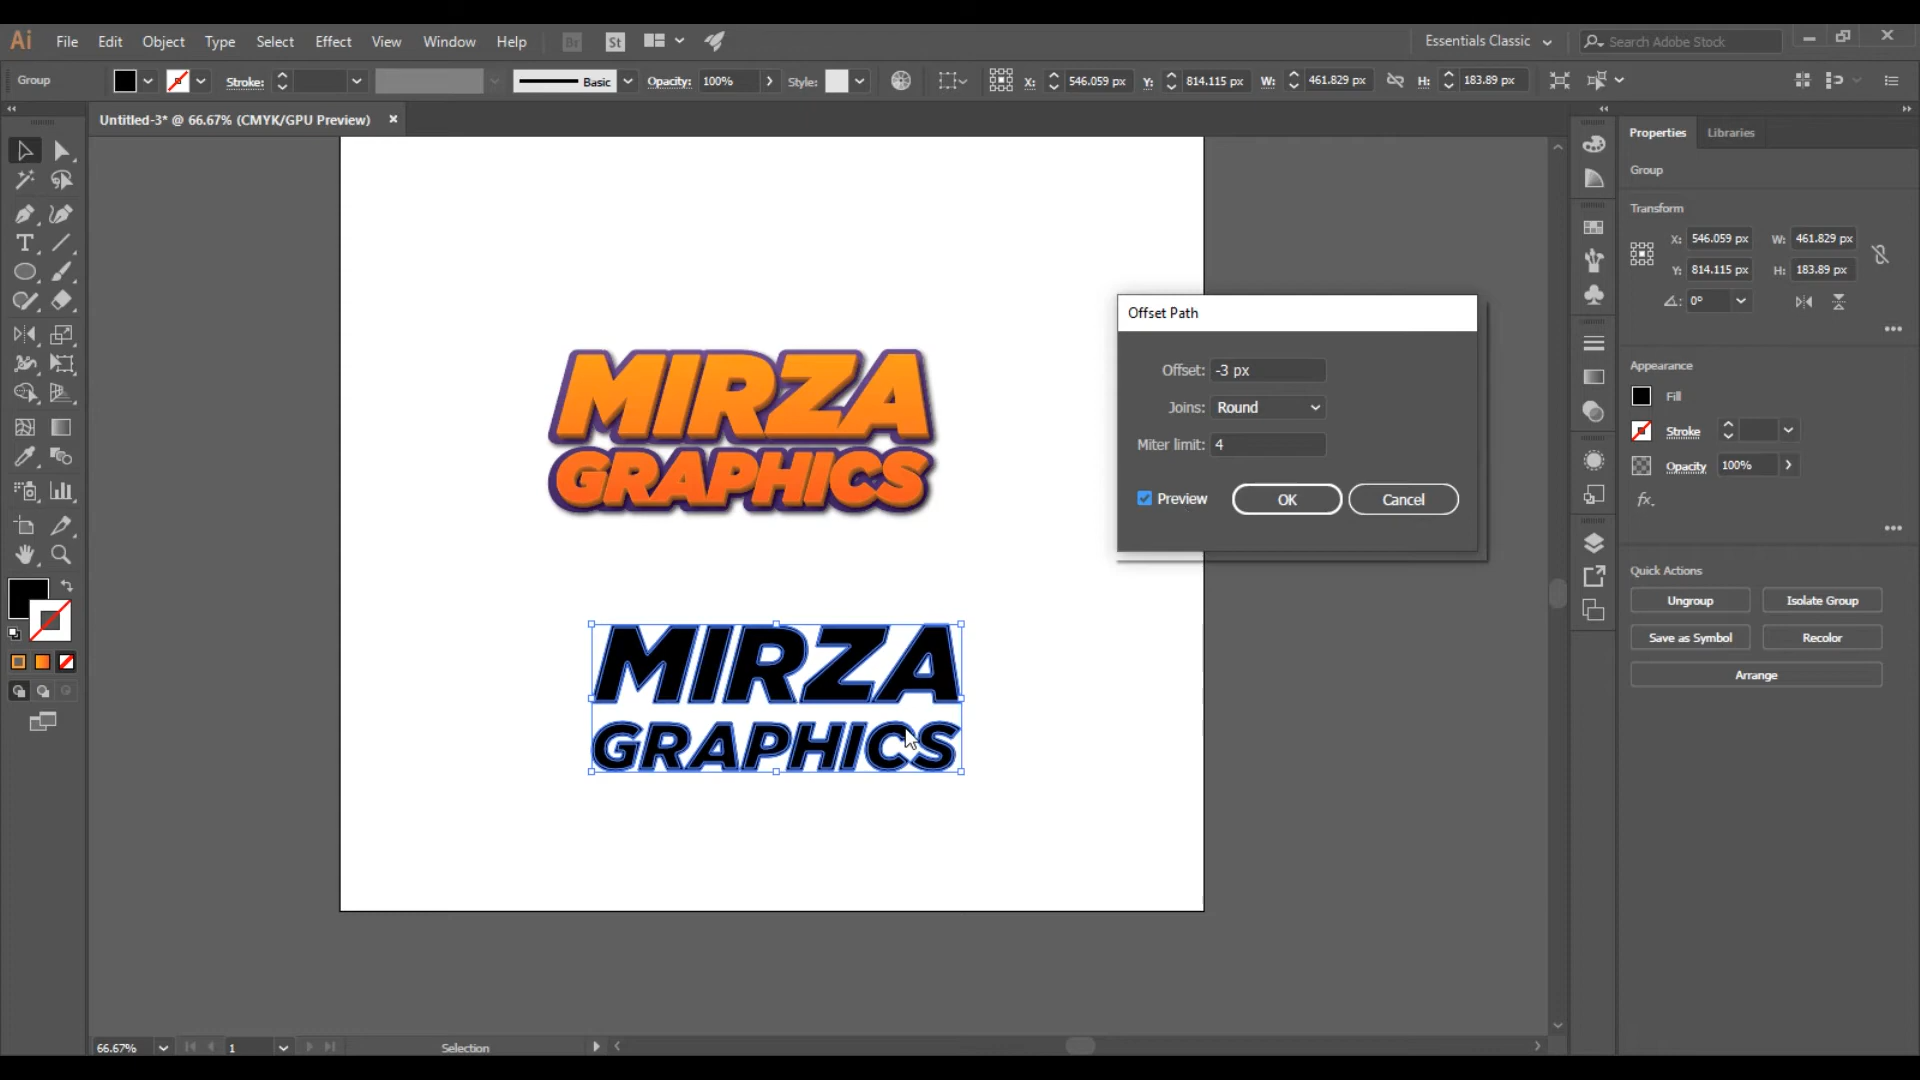 Ai File Edit Object Type Select Effect View Window Help Br St Essentials Classic Search Adobe Stock
Group Stroke: Basic Opacity: 100% Style: X: 546.059 px Y: 814.115 px W: 461.829 px H: 183.89 px
Untitled-3* @ 66.67% (CMYK/GPU Preview)
MIRZA
GRAPHICS
MIRZA
GRAPHICS
Offset Path
Offset: -3 px
Joins: Round
Miter limit: 4
Preview OK Cancel
Properties Libraries
Group
Transform
X: 546.059 px W: 461.829 px
Y: 814.115 px H: 183.89 px
0°
Appearance
Fill
Stroke
Opacity 100%
fx
Quick Actions
Ungroup Isolate Group
Save as Symbol Recolor
Arrange
66.67% 1 Selection